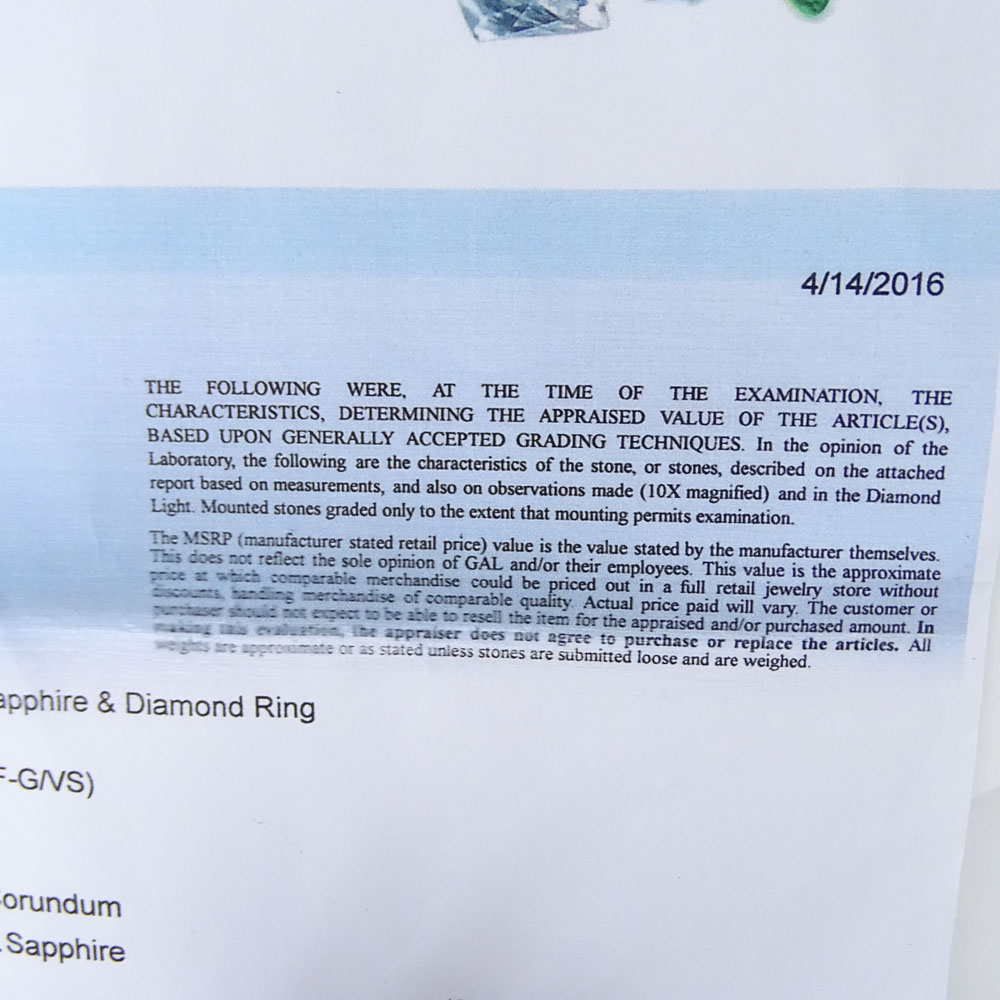 4/14/2016
THE FOLLOWING WERE, AT THE TIME OF THE EXAMINATION, THE
CHARACTERISTICS, DETERMINING THE APPRAISED VALUE OF THE ARTICLE(S),
BASED UPON GENERALLY ACCEPTED GRADING TECHNIQUES. In the opinion of the
Laboratory, the following are the characteristics of the stone, or stones, described on the attached
report based on measurements, and also on observations made (10X magnified) and in the Diamond
Light. Mounted stones graded only to the extent that mounting permits examination.
The MSRP (manufacturer stated retail price) value is the value stated by the manufacturer themselves.
This does not reflect the sole opinion of GAL and/or their employees. This value is the approximate
price at which comparable merchandise could be priced out in a full retail jewelry store without
discounts, handling merchandise of comparable quality. Actual price paid will vary. The customer or
purchaser should not expect to be able to resell the item for the appraised and/or purchased amount. In
making this evaluation, the appraiser does not agree to purchase or replace the articles. All
weights are approximate or as stated unless stones are submitted loose and are weighed.
apphire & Diamond Ring
F-G/VS)
orundum
Sapphire